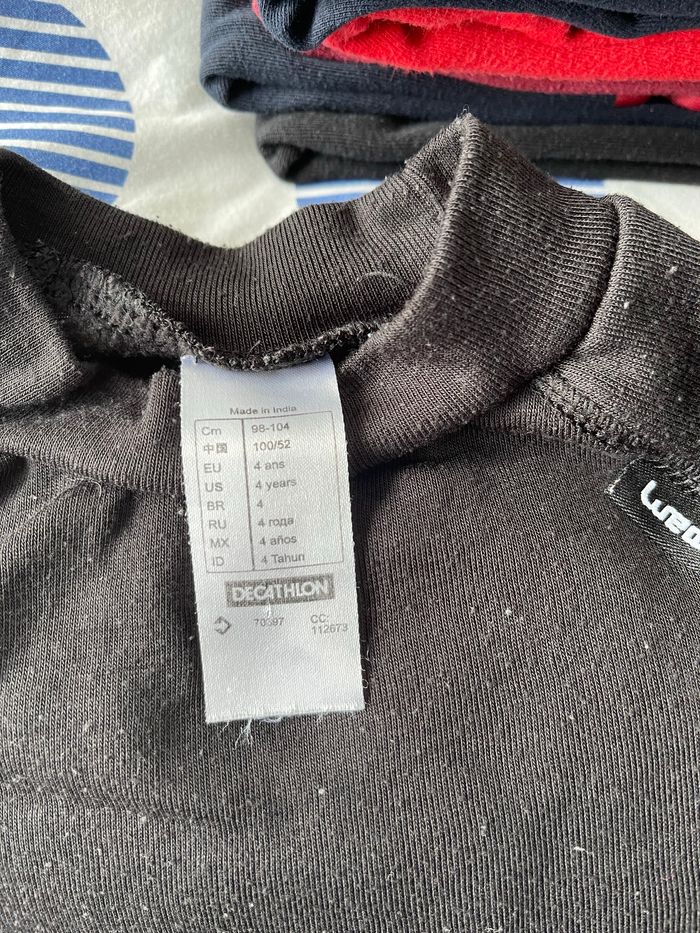 Made in India
Cm 98-104
中国 100/52
EU 4 ans
US 4 years
BR 4
RU 4 года
MX 4 años
ID 4 Tahun
DECATHLON
CC:
112673